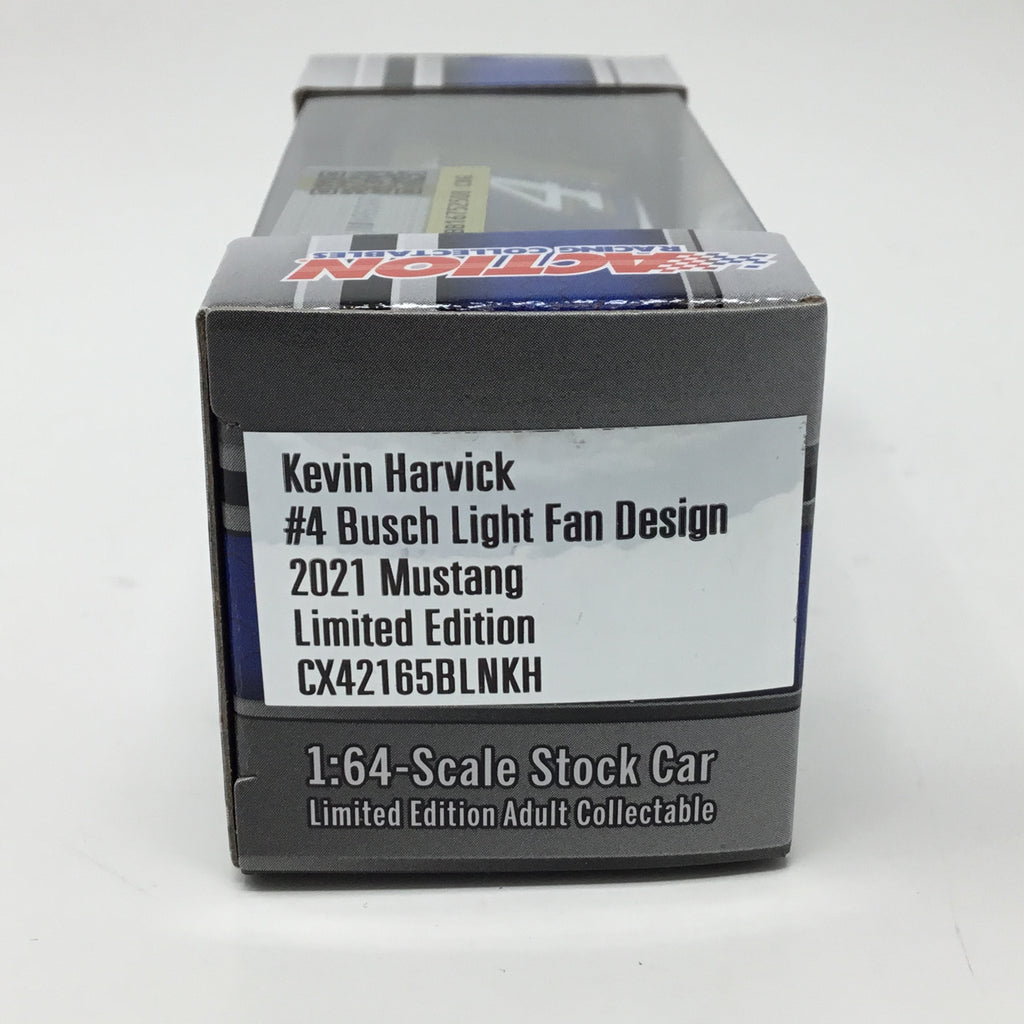 4
ACTION
RACING COLLECTABLES
Kevin Harvick
#4 Busch Light Fan Design
2021 Mustang
Limited Edition
CX42165BLNKH
1:64-Scale Stock Car
Limited Edition Adult Collectable